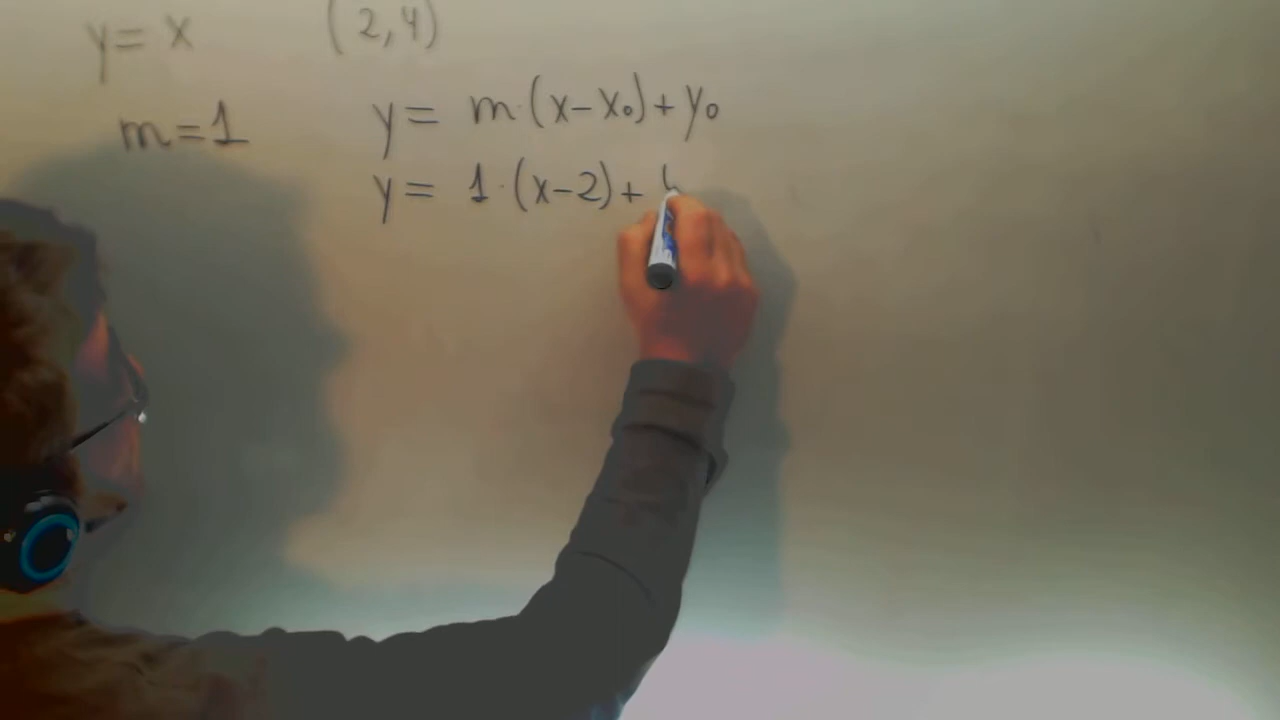 y = x (2,4)
m = 1 y = m·(x-x₀)+y₀
y = 1·(x-2)+